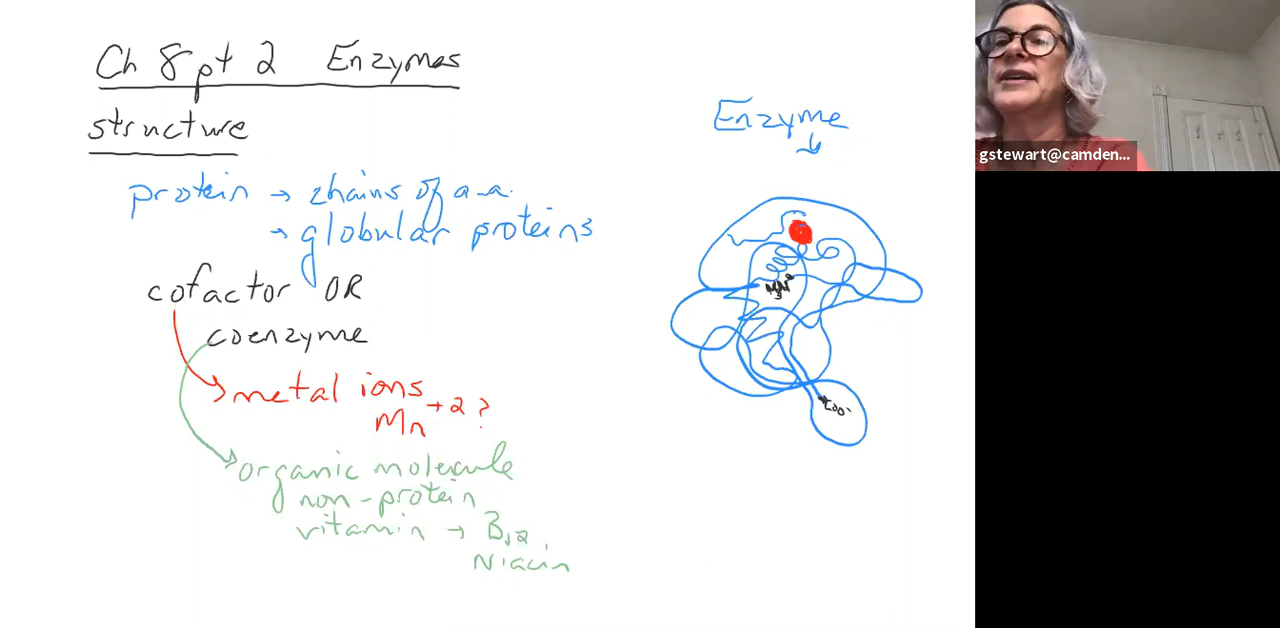 Ch 8 pt 2 Enzymes
structure
protein → chains of a.a.
→ globular proteins
cofactor OR
coenzyme
metal ions
Mn+2 ?
organic molecule
non-protein
vitamin → B12
Niacin
Enzyme
COO-
gstewart@camden...